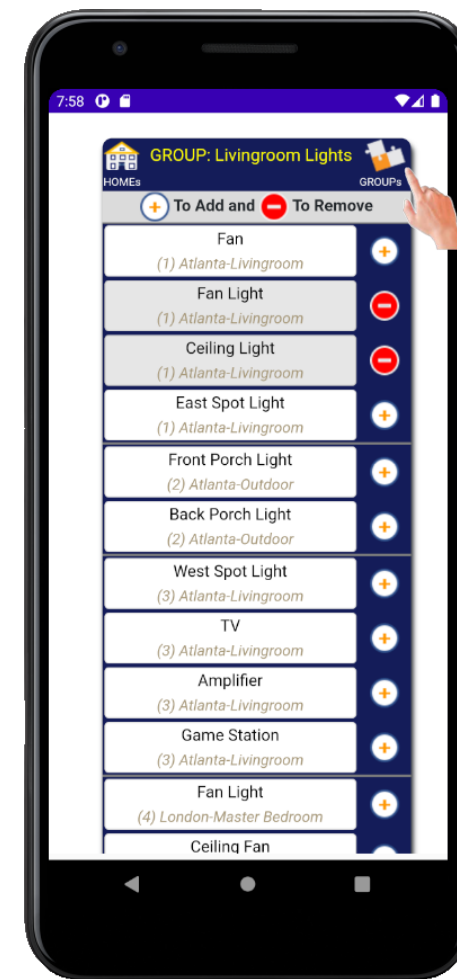 7:58
GROUP: Livingroom Lights
HOMEs
GROUPs
+ To Add and - To Remove
Fan
(1) Atlanta-Livingroom
Fan Light
(1) Atlanta-Livingroom
Ceiling Light
(1) Atlanta-Livingroom
East Spot Light
(1) Atlanta-Livingroom
Front Porch Light
(2) Atlanta-Outdoor
Back Porch Light
(2) Atlanta-Outdoor
West Spot Light
(3) Atlanta-Livingroom
TV
(3) Atlanta-Livingroom
Amplifier
(3) Atlanta-Livingroom
Game Station
(3) Atlanta-Livingroom
Fan Light
(4) London-Master Bedroom
Ceiling Fan